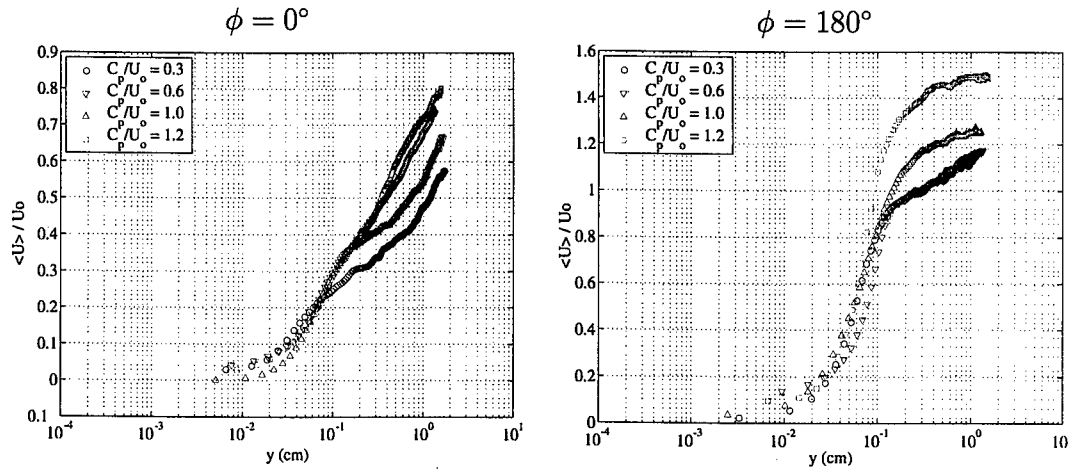 ϕ = 0°
0.9
0.8
0.7
0.6
0.5
0.4
0.3
0.2
0.1
0
0.1
<U> / Uo
C_p/U_o = 0.3
C_p/U_o = 0.6
C_p/U_o = 1.0
C_p/U_o = 1.2
10^-4
10^-3
10^-2
10^-1
10^0
10^1
y (cm)
ϕ = 180°
1.6
1.4
1.2
1
0.8
0.6
0.4
0.2
0
<U> / Uo
C_p/U_o = 0.3
C_p/U_o = 0.6
C_p/U_o = 1.0
C_p/U_o = 1.2
10^-4
10^-3
10^-2
10^-1
10^0
10
y (cm)